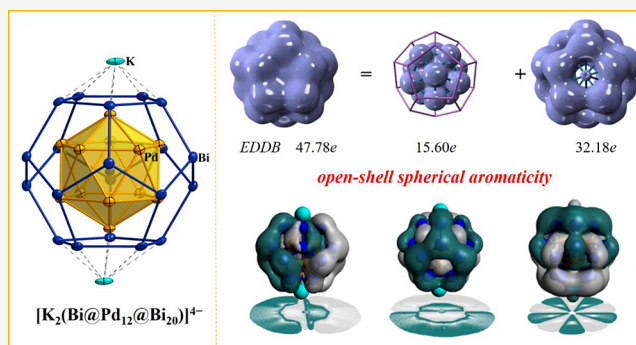 K
Pd
Bi
[K₂(Bi@Pd₁₂@Bi₂₀)]⁴⁻
= +
EDDB 47.78e 15.60e 32.18e
open-shell spherical aromaticity